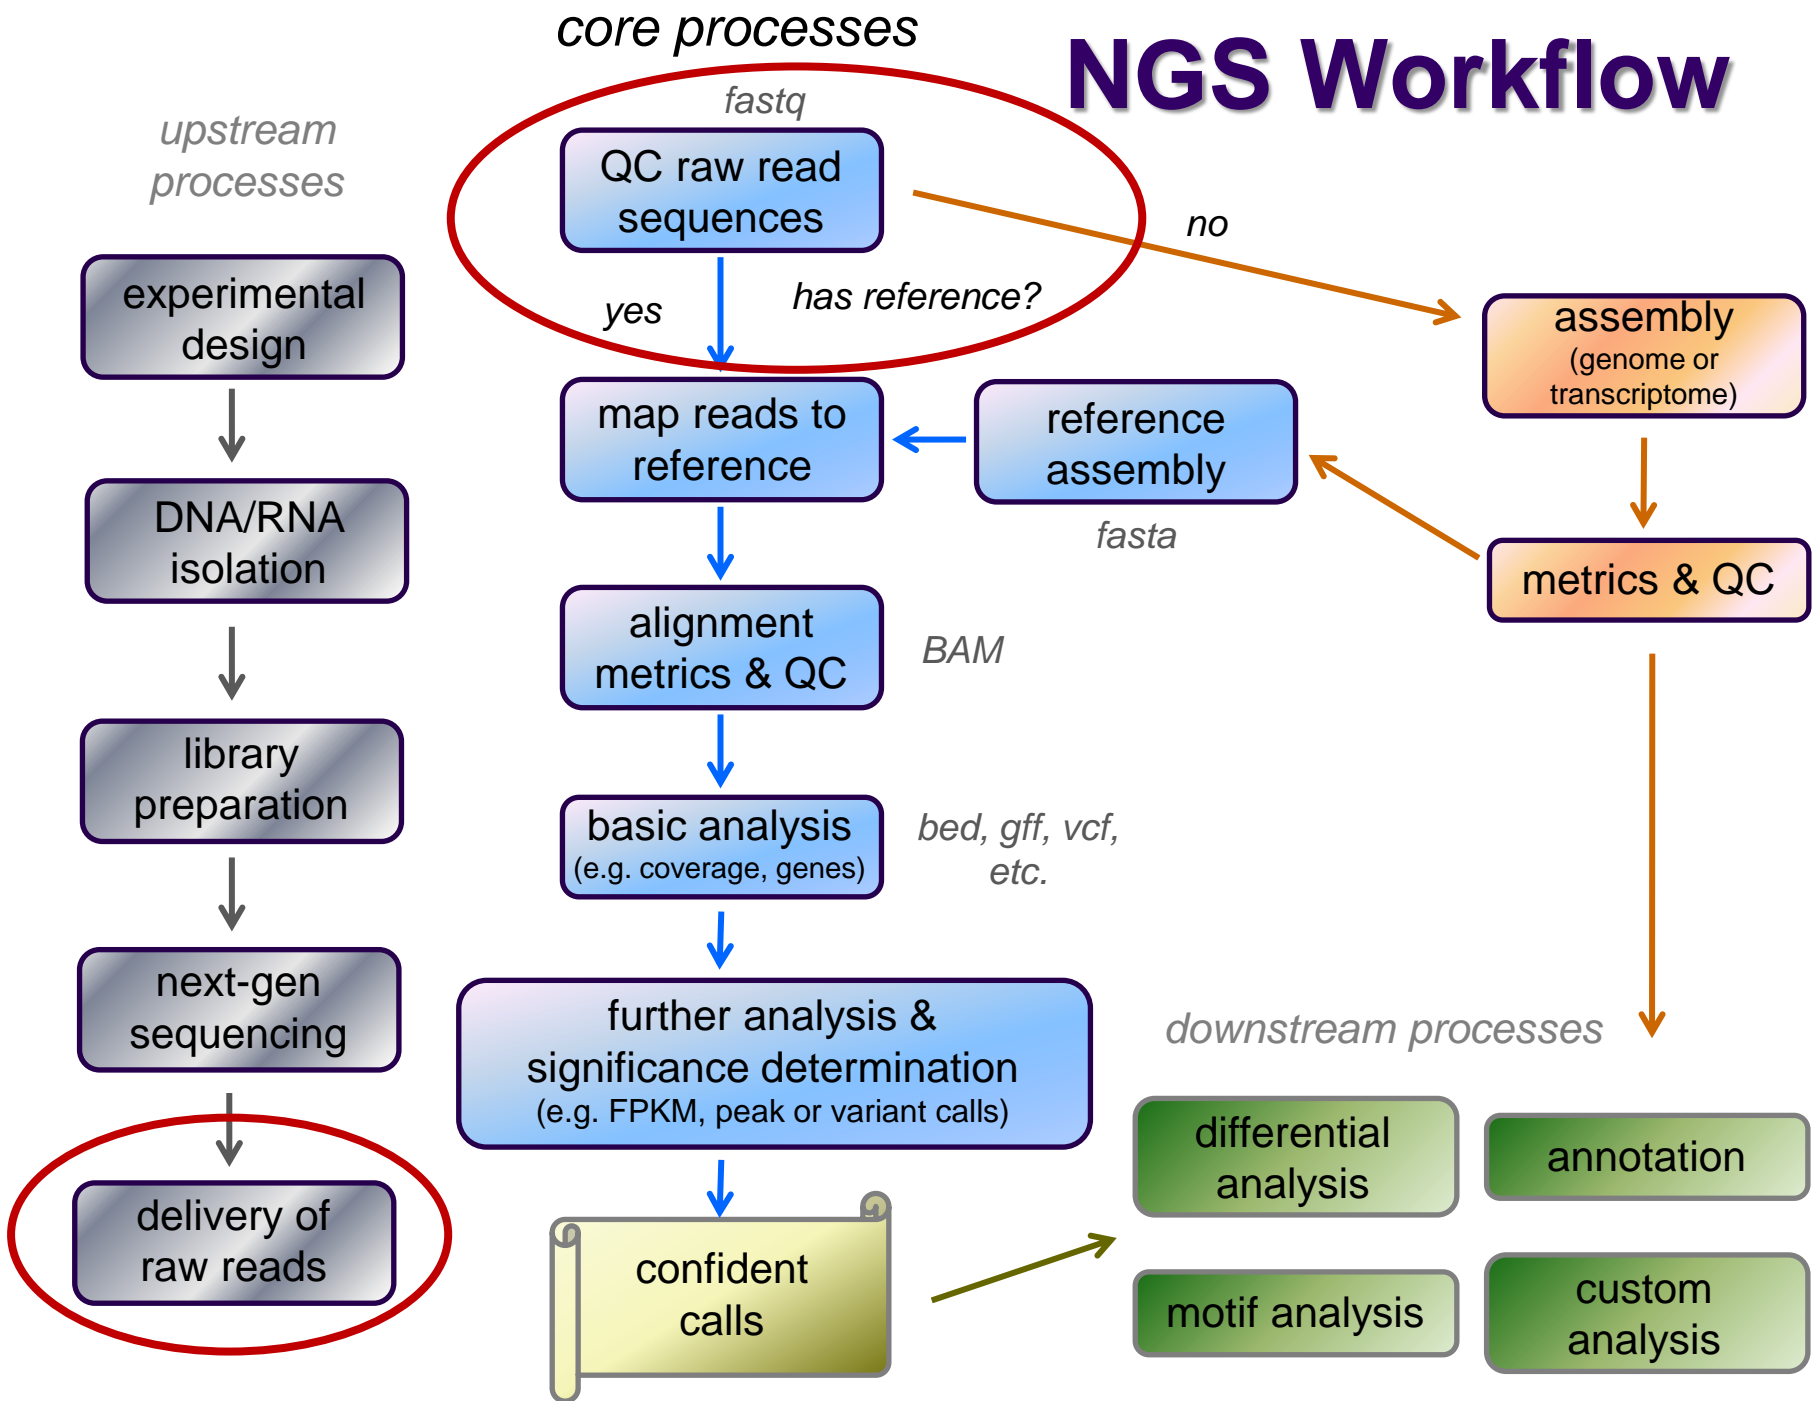 core processes
NGS Workflow
upstream
processes
experimental
design
DNA/RNA
isolation
library
preparation
next-gen
sequencing
delivery of
raw reads
fastq
QC raw read
sequences
yes
has reference?
no
map reads to
reference
reference
assembly
fasta
assembly
(genome or
transcriptome)
metrics & QC
alignment
metrics & QC
BAM
basic analysis
(e.g. coverage, genes)
bed, gff, vcf,
etc.
further analysis &
significance determination
(e.g. FPKM, peak or variant calls)
confident
calls
downstream processes
differential
analysis
annotation
motif analysis
custom
analysis